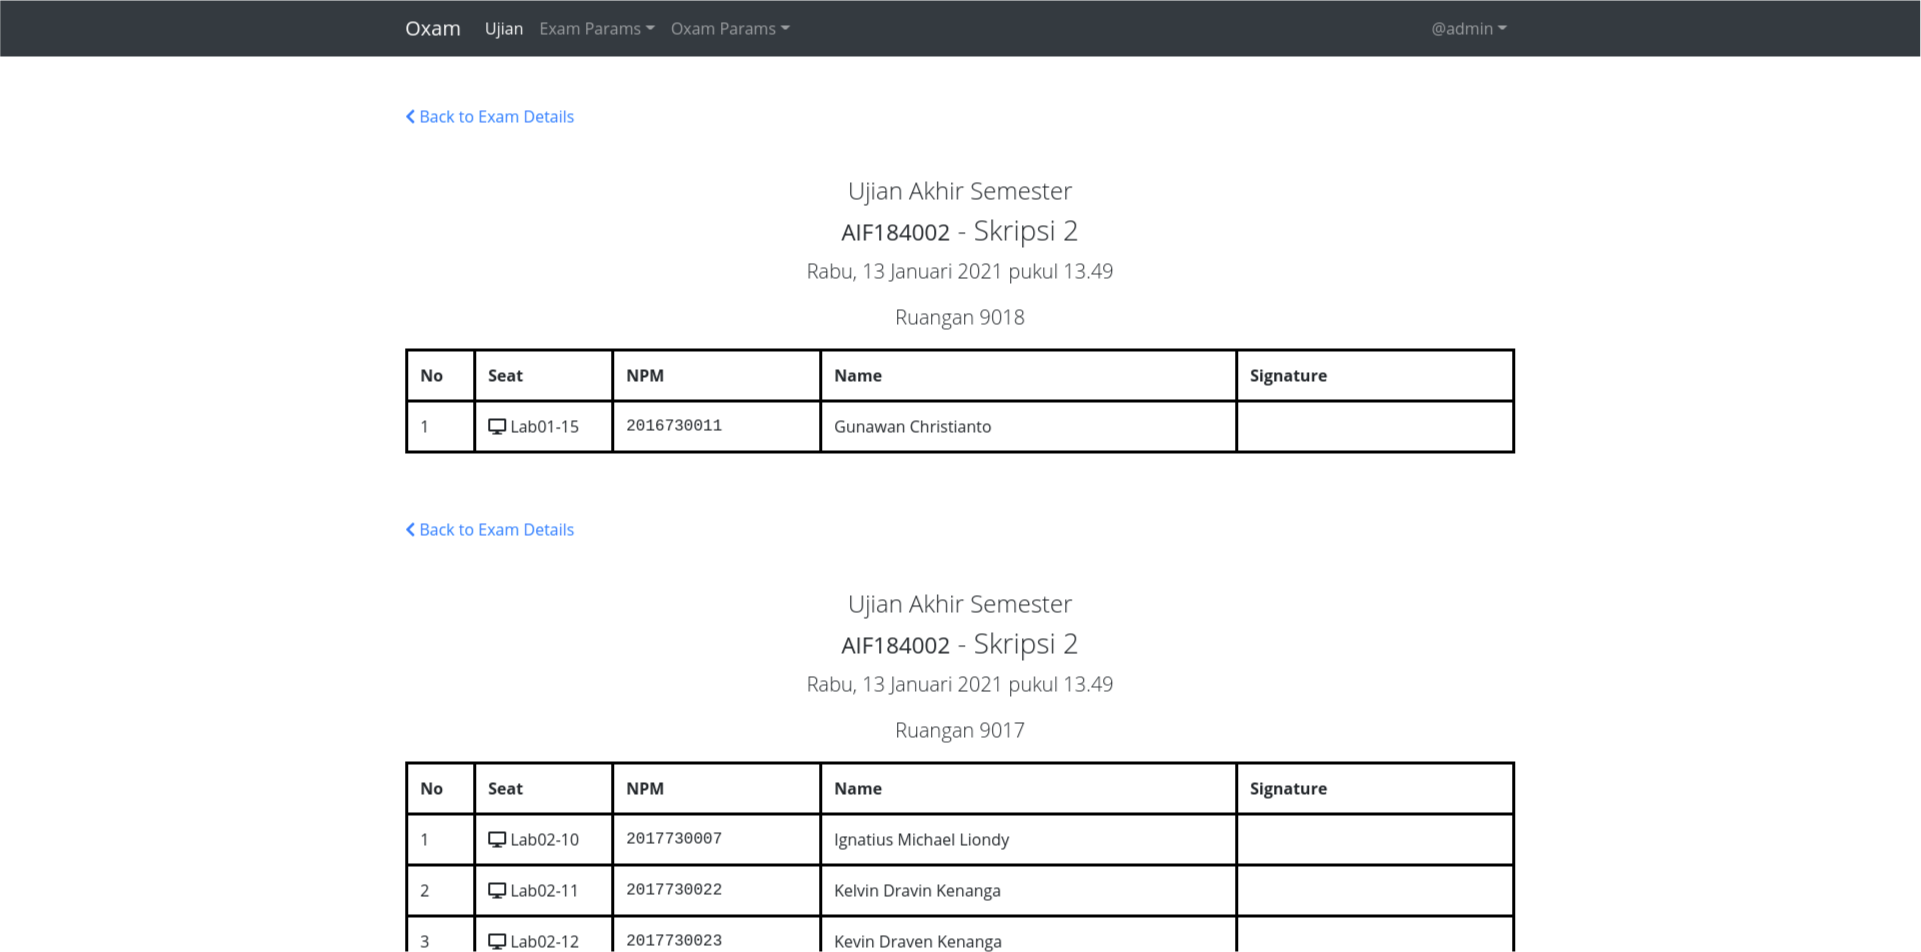 Oxam Ujian Exam Params Oxam Params @admin
Back to Exam Details
Ujian Akhir Semester
AIF184002 - Skripsi 2
Rabu, 13 Januari 2021 pukul 13.49
Ruangan 9018
No Seat NPM Name Signature
1 Lab01-15 2016730011 Gunawan Christianto
Back to Exam Details
Ujian Akhir Semester
AIF184002 - Skripsi 2
Rabu, 13 Januari 2021 pukul 13.49
Ruangan 9017
No Seat NPM Name Signature
1 Lab02-10 2017730007 Ignatius Michael Liondy
2 Lab02-11 2017730022 Kelvin Dravin Kenanga
3 Lab02-12 2017730023 Kevin Draven Kenanga